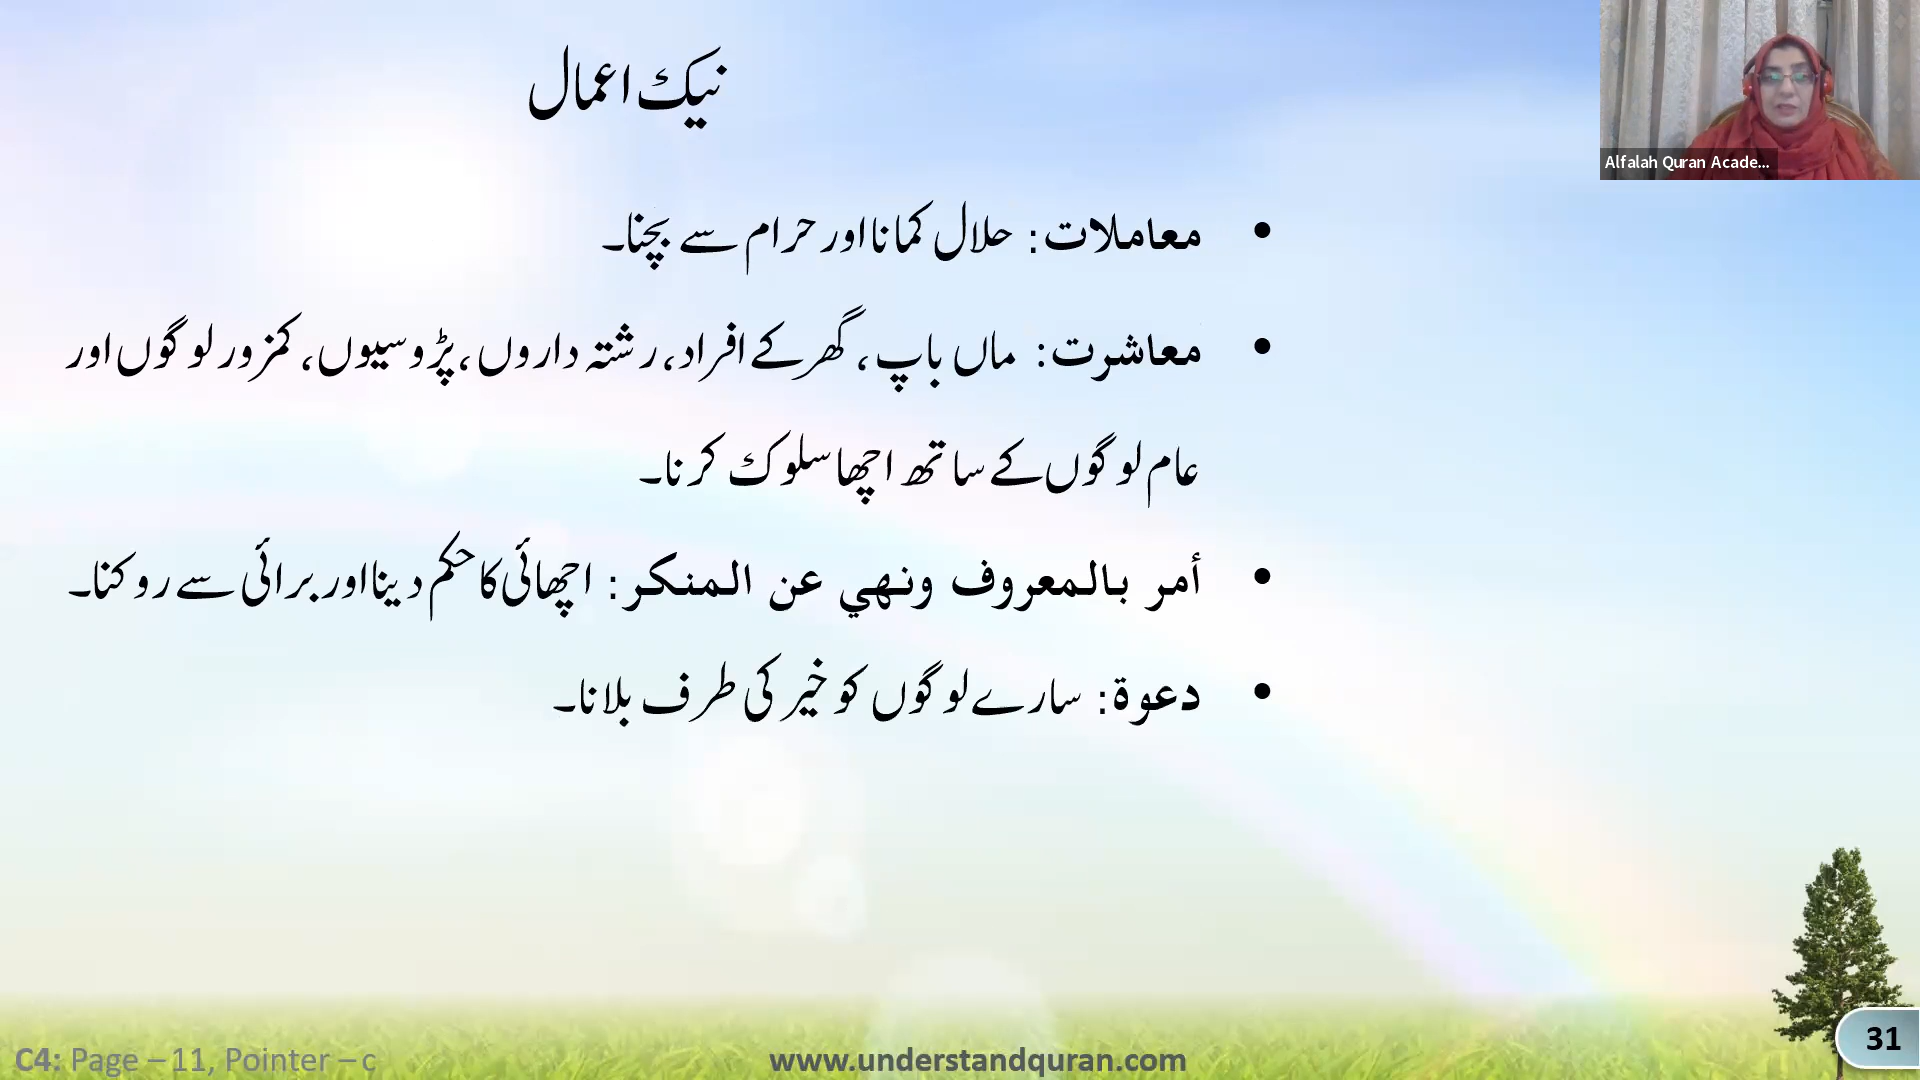 نیک اعمال
Alfalah Quran Acade...
• معاملات: حلال کمانا اور حرام سے بچنا۔
• معاشرت: ماں باپ، گھر کے افراد، رشتہ داروں، پڑوسیوں، کمزور لوگوں اور
عام لوگوں کے ساتھ اچھا سلوک کرنا۔
• أمر بالمعروف ونهي عن المنكر: اچھائی کا حکم دینا اور برائی سے روکنا۔
• دعوة: سارے لوگوں کو خیر کی طرف بلانا۔
31
C4: Page – 11, Pointer – c
www.understandquran.com